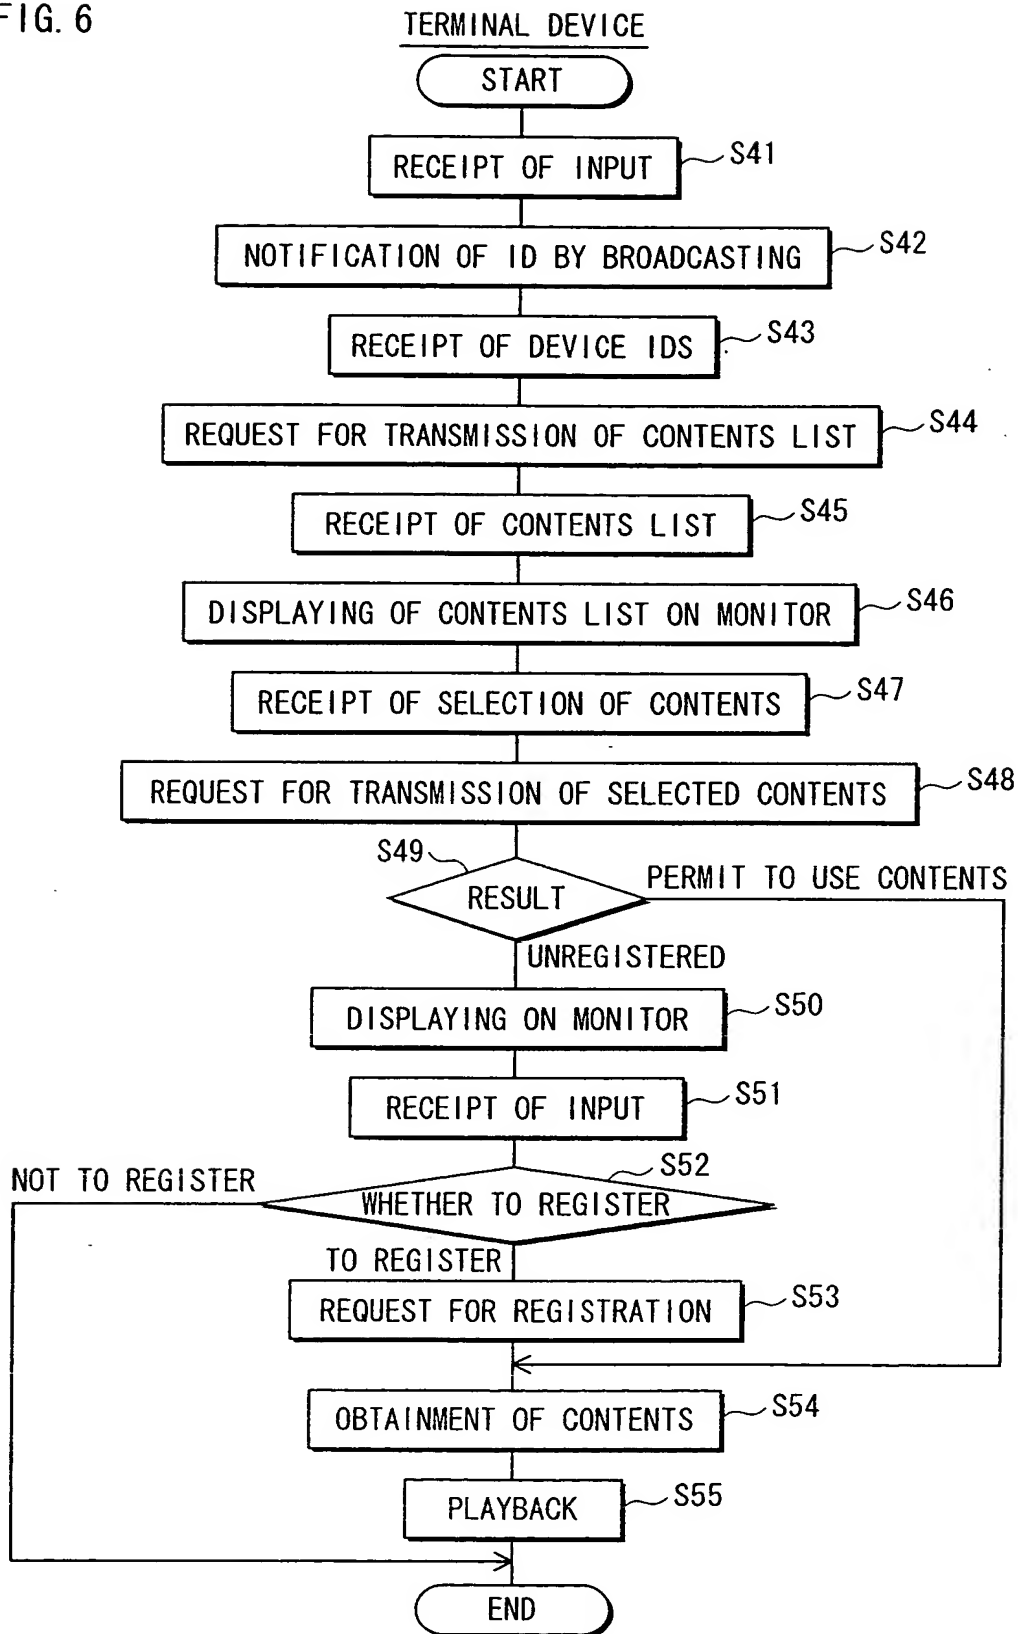 FIG. 6
TERMINAL DEVICE
START
RECEIPT OF INPUT
S41
NOTIFICATION OF ID BY BROADCASTING
S42
RECEIPT OF DEVICE IDS
S43
REQUEST FOR TRANSMISSION OF CONTENTS LIST
S44
RECEIPT OF CONTENTS LIST
S45
DISPLAYING OF CONTENTS LIST ON MONITOR
S46
RECEIPT OF SELECTION OF CONTENTS
S47
REQUEST FOR TRANSMISSION OF SELECTED CONTENTS
S48
S49
RESULT
PERMIT TO USE CONTENTS
UNREGISTERED
DISPLAYING ON MONITOR
S50
RECEIPT OF INPUT
S51
S52
NOT TO REGISTER
WHETHER TO REGISTER
TO REGISTER
REQUEST FOR REGISTRATION
S53
OBTAINMENT OF CONTENTS
S54
PLAYBACK
S55
END